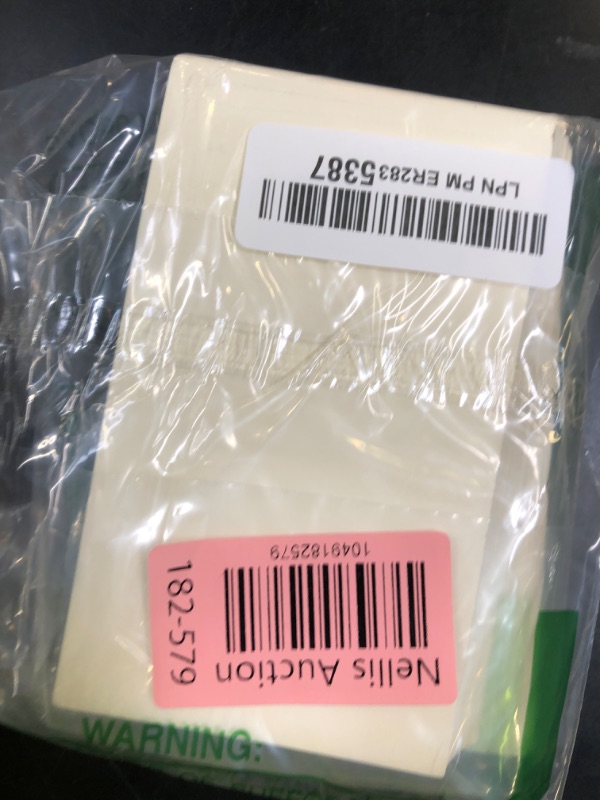 LPN PM ER2835387
1049182579
182-579
Nellis Auction
WARNING: